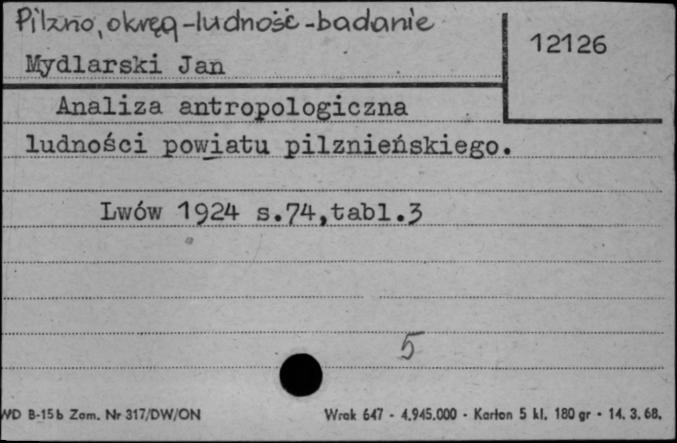 Pilzno, okręg - ludność - badanie
12126
Mydlarski Jan
Analiza antropologiczna
ludności powiatu pilznieńskiego.
Lwów 1924 s.74,tabl.3
5
WD B-15b Zam. Nr 317/DW/ON
Wrak 647 - 4.945.000 - Karton 5 kl. 180 gr - 14. 3. 68.